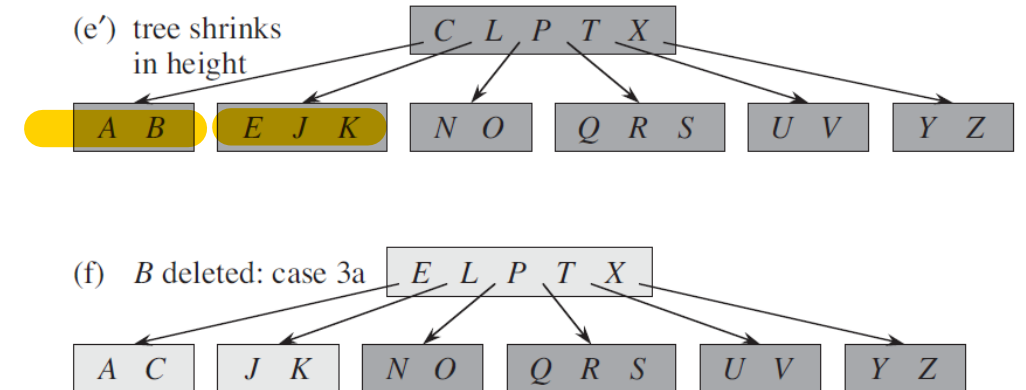 (e′) tree shrinks
in height
C L P T X
A B E J K N O Q R S U V Y Z
(f) B deleted: case 3a
E L P T X
A C J K N O Q R S U V Y Z